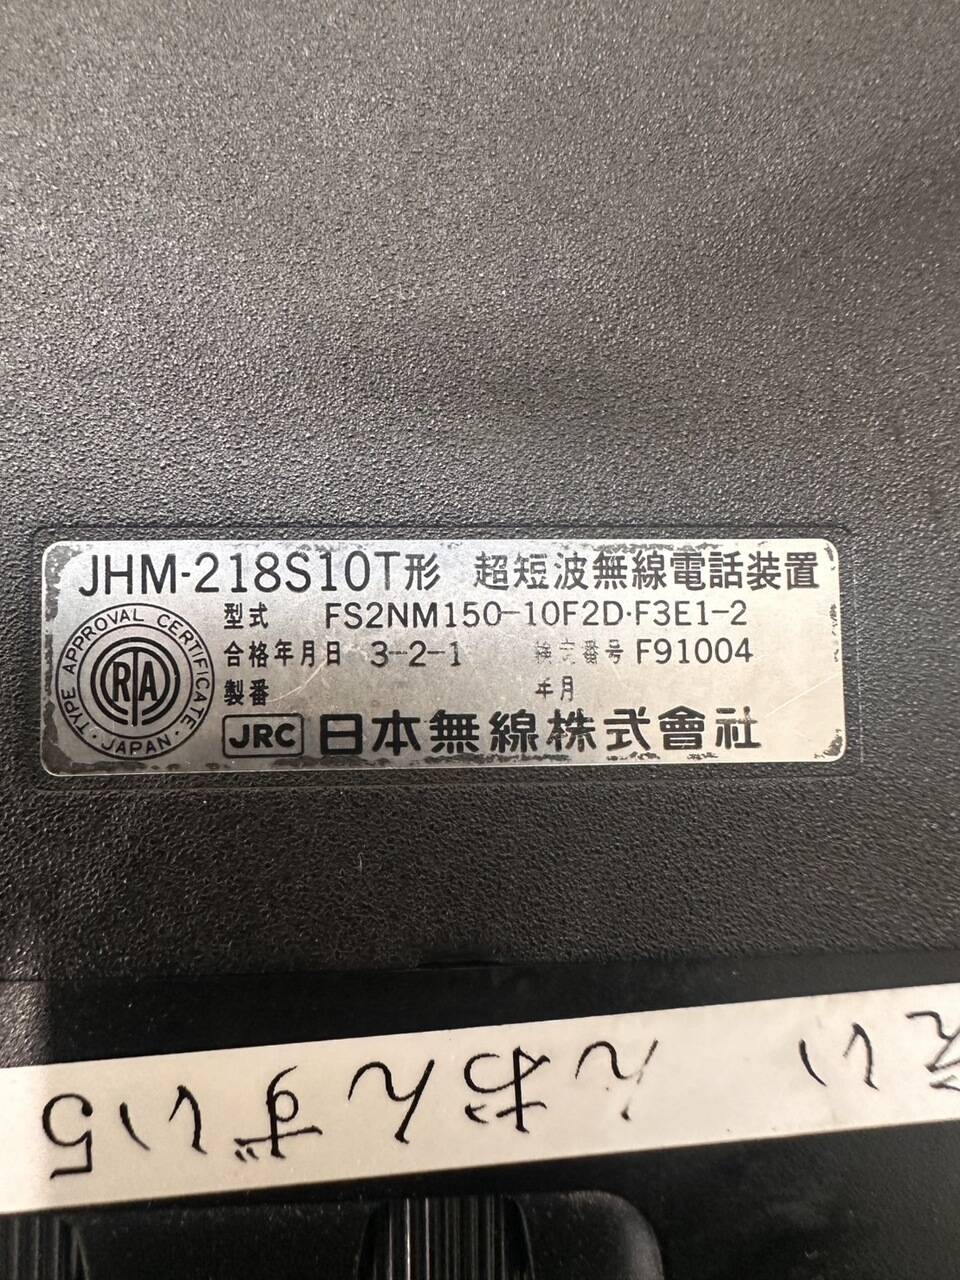 JHM-218S10T形 超短波無線電話装置
型式 FS2NM150-10F2D·F3E1-2
合格年月日 3-2-1 検定番号 F91004
製番 年月
JRC 日本無線株式會社
TYPE APPROVAL CERTIFICATE · JAPAN ·
RTA